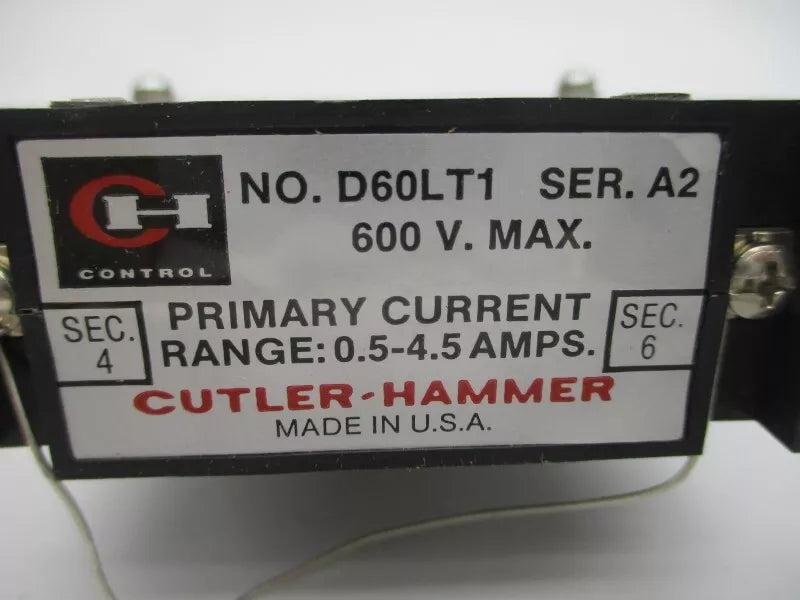 CH
CONTROL
NO. D60LT1 SER. A2
600 V. MAX.
SEC.
4
PRIMARY CURRENT
RANGE: 0.5-4.5 AMPS.
SEC.
6
CUTLER-HAMMER
MADE IN U.S.A.